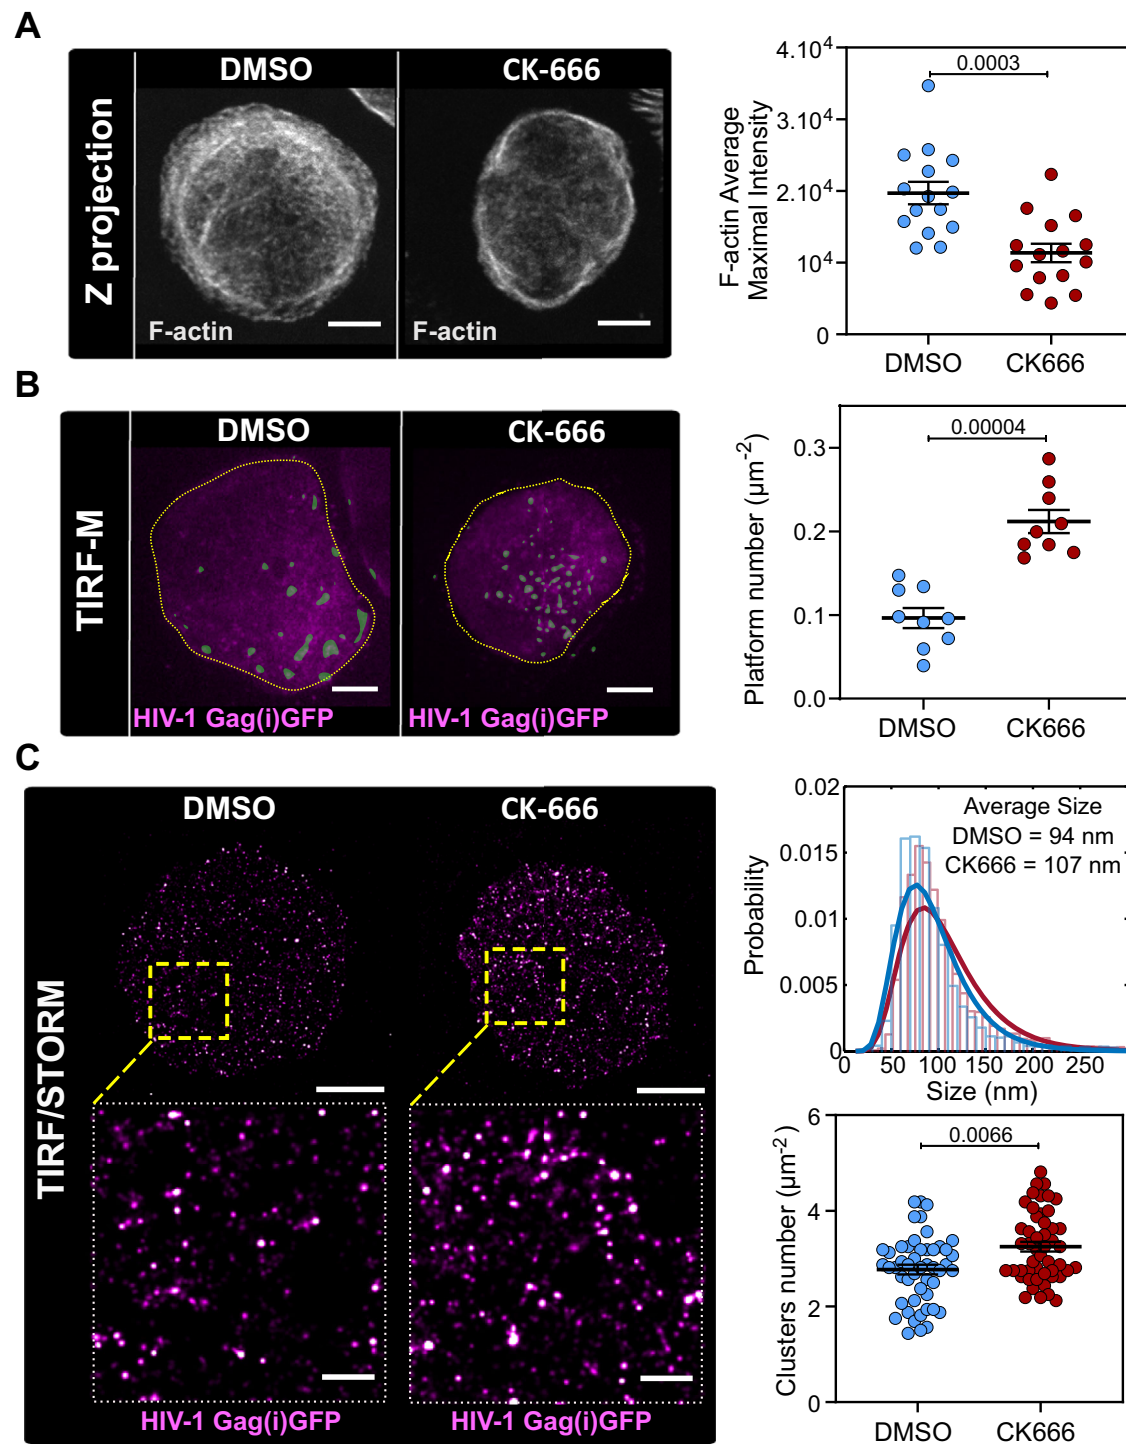 A
DMSO
CK-666
Z projection
F-actin
F-actin
4.10⁴
3.10⁴
2.10⁴
10⁴
0
F-actin Average
Maximal Intensity
0.0003
DMSO
CK666
B
DMSO
CK-666
TIRF-M
HIV-1 Gag(i)GFP
HIV-1 Gag(i)GFP
0.3
0.2
0.1
0.0
Platform number (µm⁻²)
0.00004
DMSO
CK666
C
DMSO
CK-666
TIRF/STORM
HIV-1 Gag(i)GFP
HIV-1 Gag(i)GFP
0.02
0.015
0.01
0.005
0
Probability
Average Size
DMSO = 94 nm
CK666 = 107 nm
0
50
100
150
200
250
Size (nm)
6
4
2
0
Clusters number (µm⁻²)
0.0066
DMSO
CK666